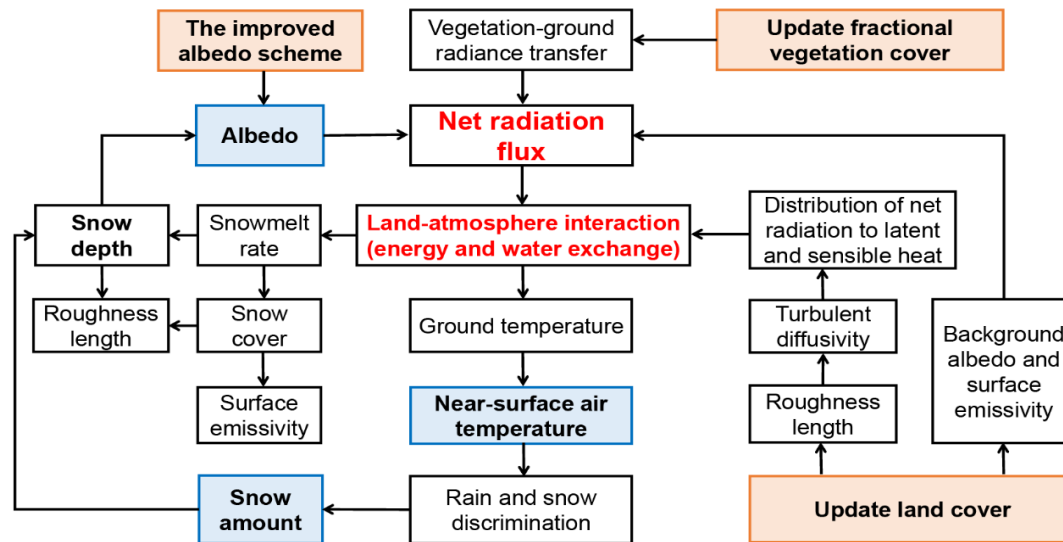 The improved
albedo scheme
Vegetation-ground
radiance transfer
Update fractional
vegetation cover
Albedo
Net radiation
flux
Snow
depth
Snowmelt
rate
Land-atmosphere interaction
(energy and water exchange)
Distribution of net
radiation to latent
and sensible heat
Roughness
length
Snow
cover
Ground temperature
Turbulent
diffusivity
Background
albedo and
surface
emissivity
Surface
emissivity
Near-surface air
temperature
Roughness
length
Snow
amount
Rain and snow
discrimination
Update land cover